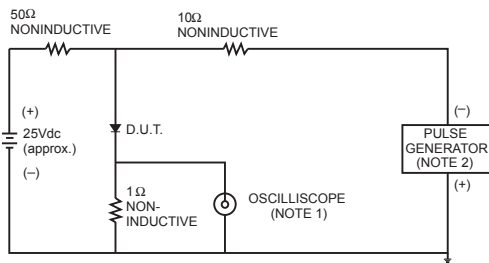 50Ω
NONINDUCTIVE
10Ω
NONINDUCTIVE
(+)
25Vdc
(approx.)
(−)
D.U.T.
1Ω
NON-
INDUCTIVE
OSCILLISCOPE
(NOTE 1)
(−)
PULSE
GENERATOR
(NOTE 2)
(+)